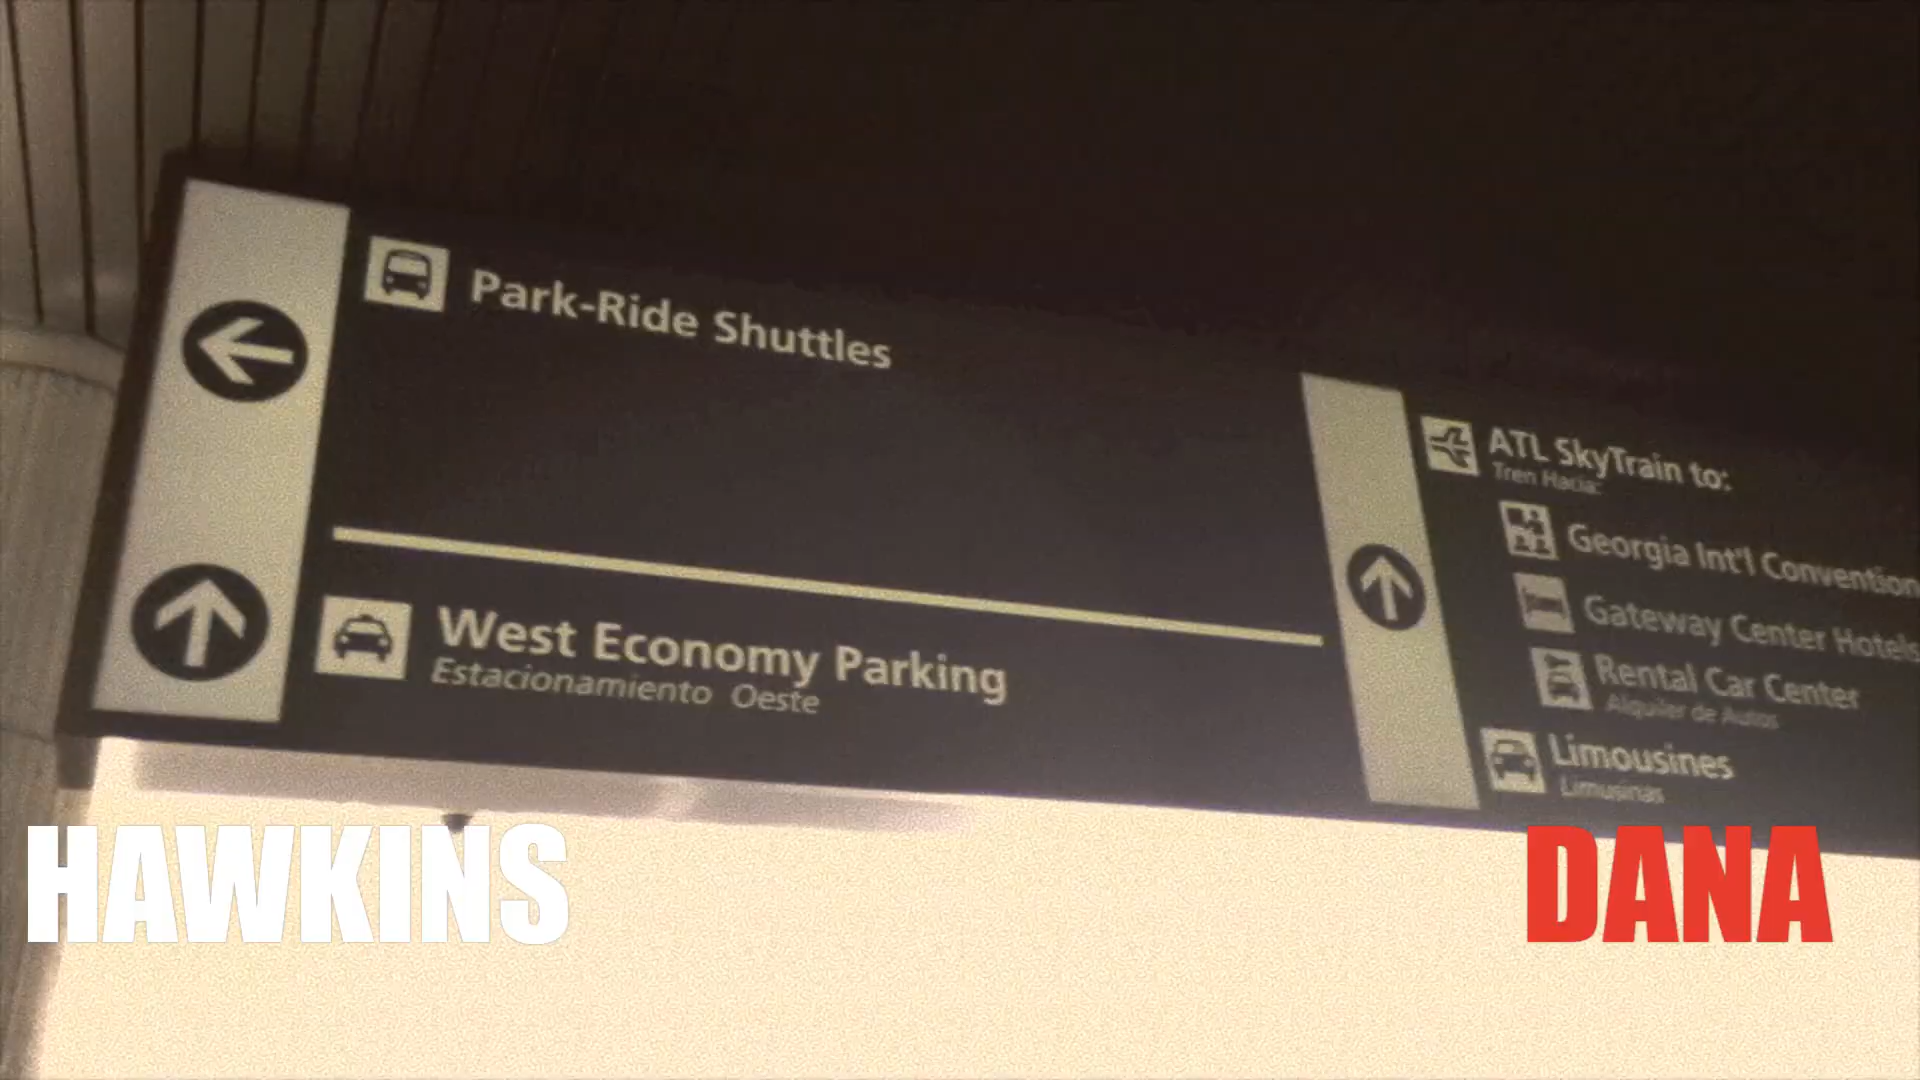 Park-Ride Shuttles
West Economy Parking
Estacionamiento Oeste
ATL SkyTrain to:
Tren Hacia:
Georgia Int'l Convention
Gateway Center Hotels
Rental Car Center
Alquiler de Autos
Limousines
Limusinas
HAWKINS
DANA